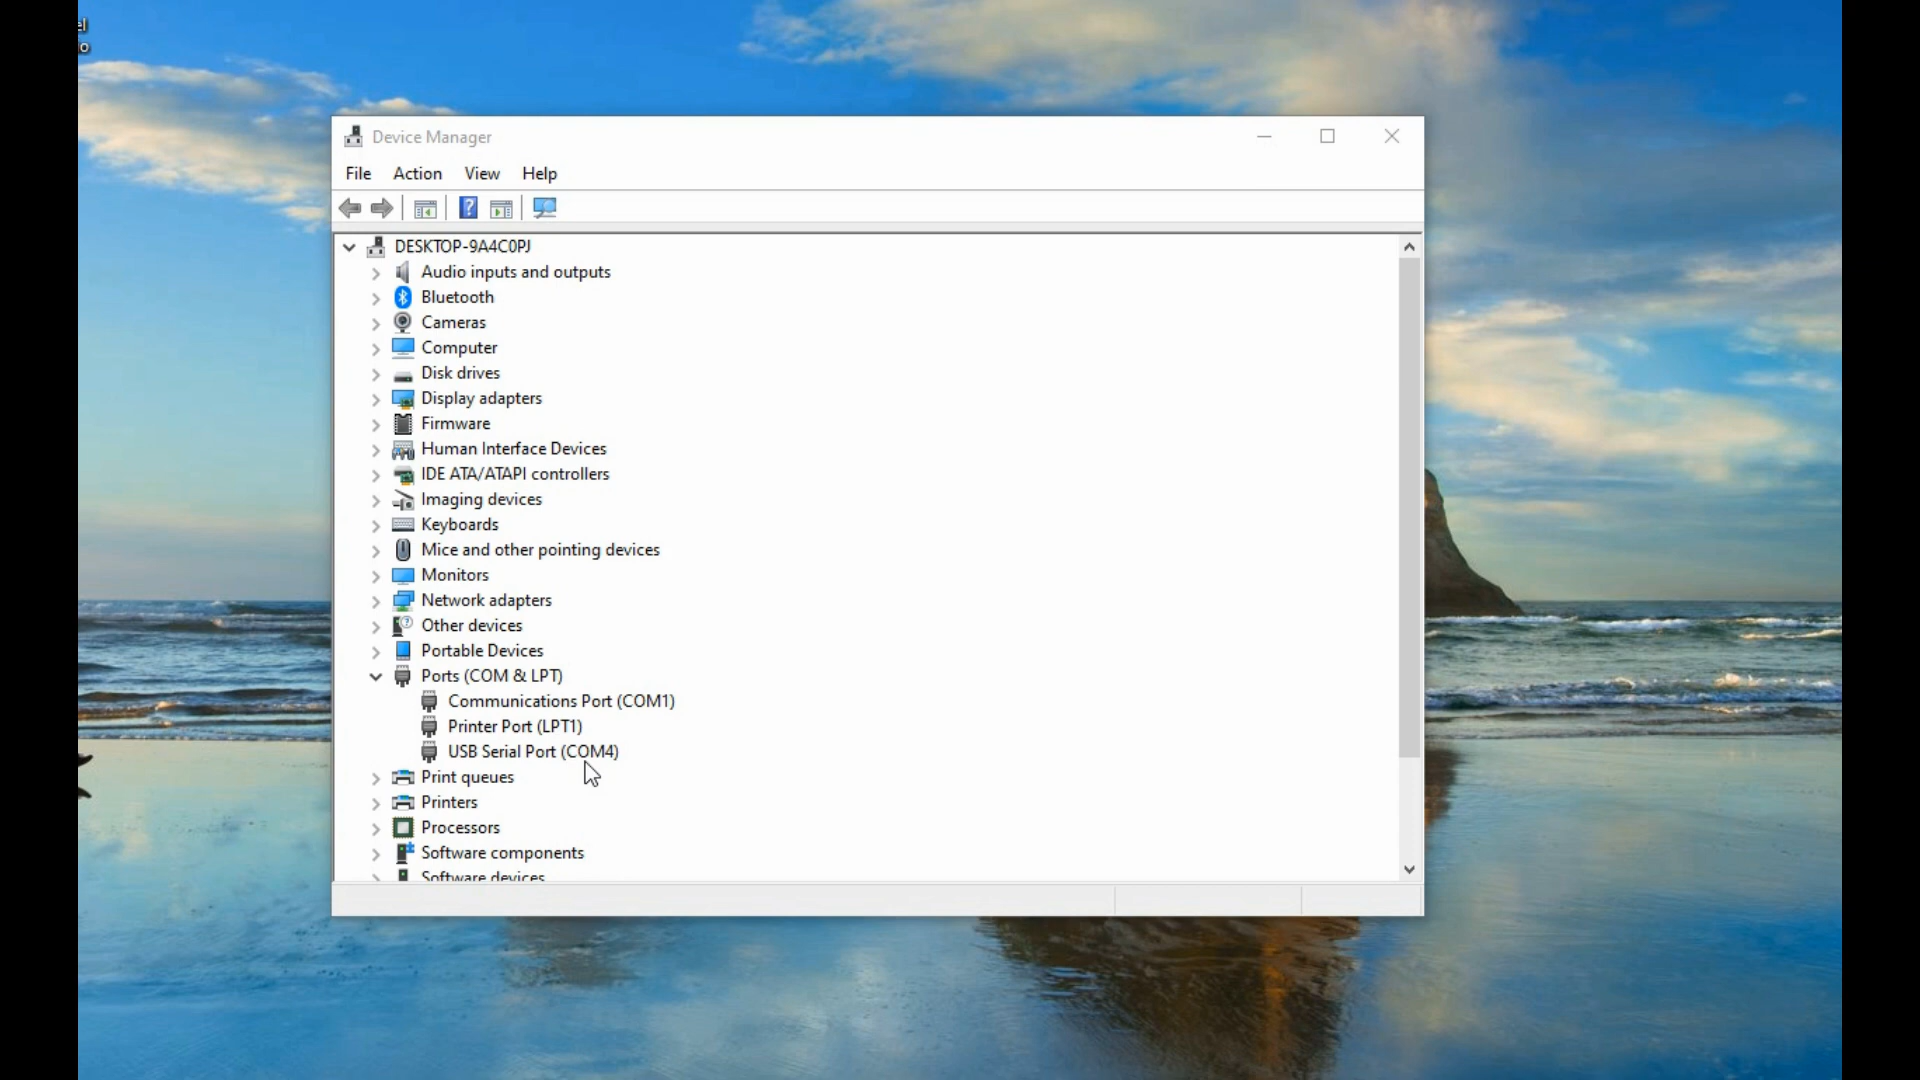 el
io
Device Manager
File Action View Help
DESKTOP-9A4C0PJ
Audio inputs and outputs
Bluetooth
Cameras
Computer
Disk drives
Display adapters
Firmware
Human Interface Devices
IDE ATA/ATAPI controllers
Imaging devices
Keyboards
Mice and other pointing devices
Monitors
Network adapters
Other devices
Portable Devices
Ports (COM & LPT)
Communications Port (COM1)
Printer Port (LPT1)
USB Serial Port (COM4)
Print queues
Printers
Processors
Software components
Software devices